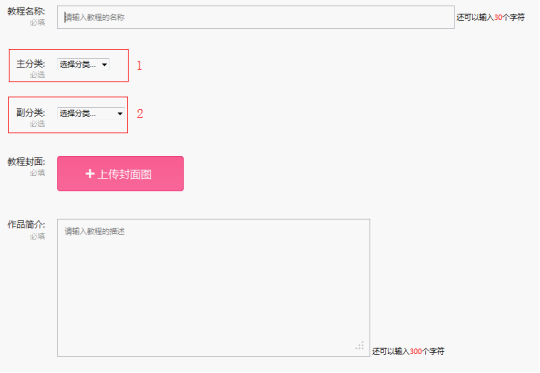 教程名称:
请输入教程的名称
还可以输入30个字符
必填
主分类:
选择分类...
1
必选
副分类:
选择分类...
2
必选
教程封面:
必填
+ 上传封面图
作品简介:
必填
请输入教程的描述
还可以输入300个字符